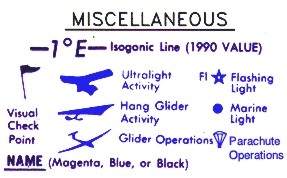 MISCELLANEOUS
—1°E— Isogonic Line (1990 VALUE)
Ultralight
Activity
Fl Flashing
Light
Visual
Check
Point
Hang Glider
Activity
Marine
Light
Glider Operations
Parachute
Operations
NAME (Magenta, Blue, or Black)